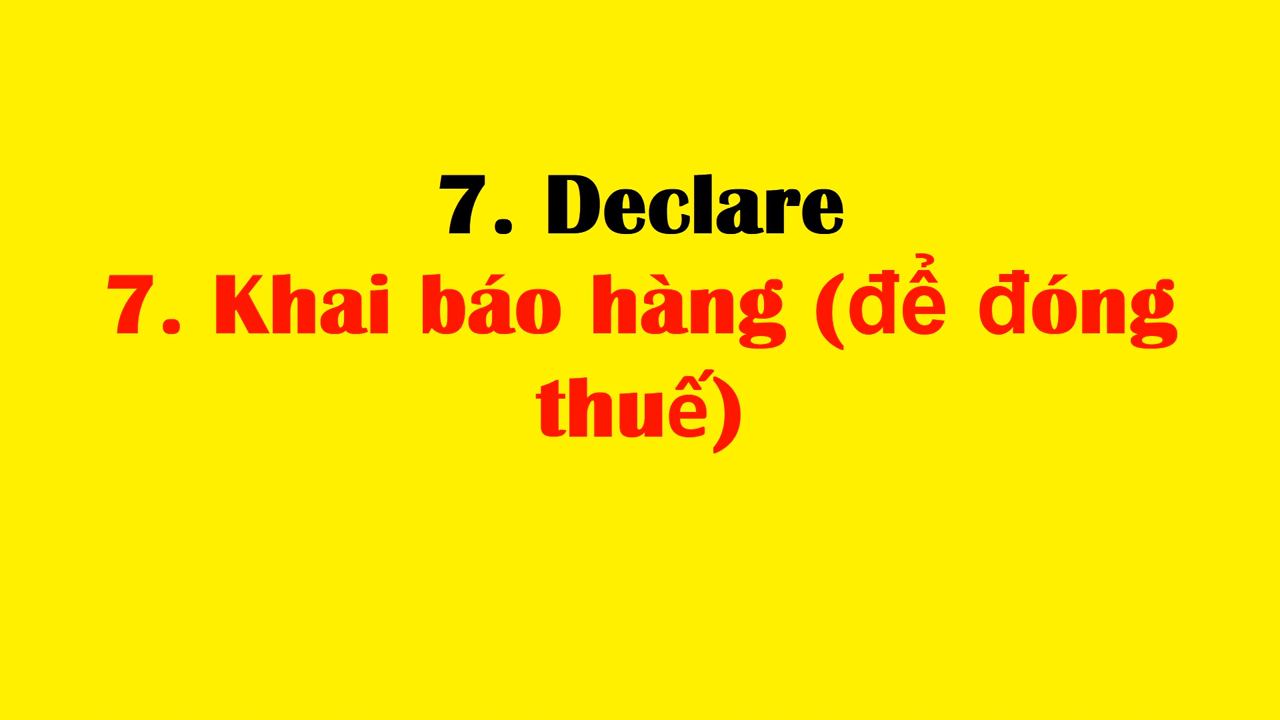 7. Declare
7. Khai báo hàng (để đóng
thuế)